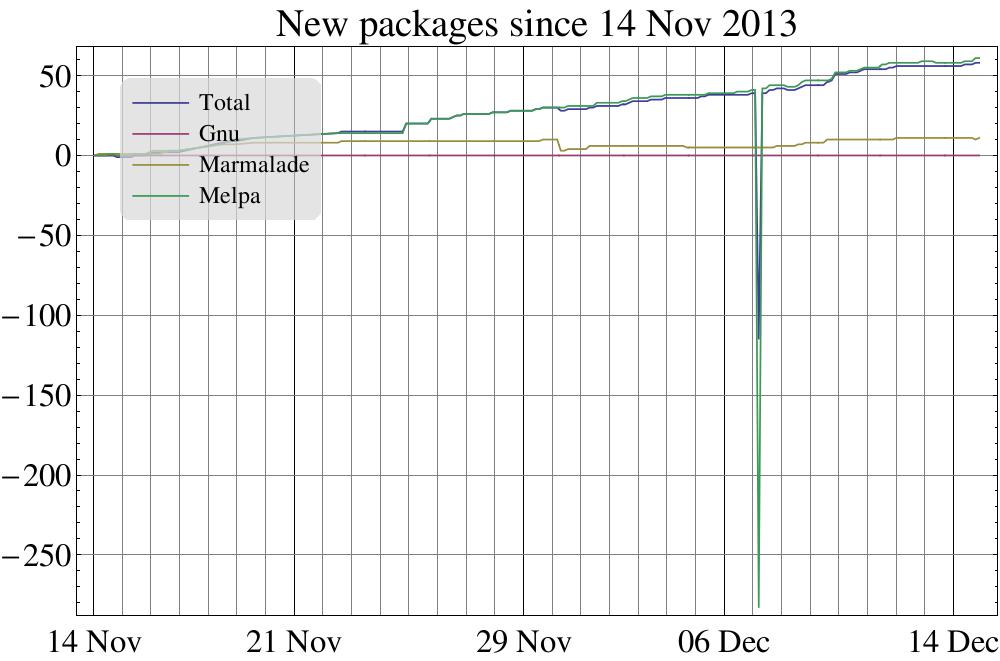 New packages since 14 Nov 2013
50
0
−50
−100
−150
−200
−250
Total
Gnu
Marmalade
Melpa
14 Nov 21 Nov 29 Nov 06 Dec 14 Dec